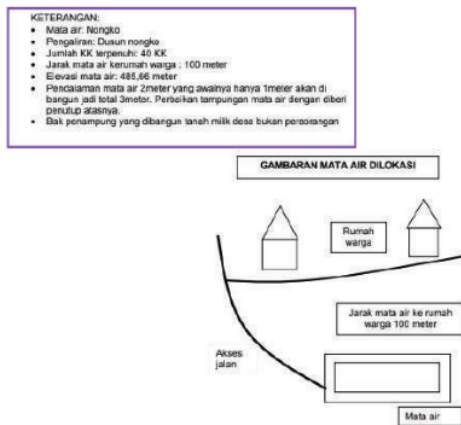 KETERANGAN:
• Mata air: Nongko
• Pengaliran: Dusun nongko
• Jumlah KK terpenuhi: 40 KK
• Jarak mata air kerumah warga : 100 meter
• Elevasi mata air: 485,66 meter
• Pendalaman mata air 2meter yang awalnya hanya 1meter akan di
bangun jadi total 3meter. Perbaikan tampungan mata air dengan diberi
penutup atasnya.
• Bak penampung yang dibangun tanah milik desa bukan perorangan
GAMBARAN MATA AIR DILOKASI
Rumah
warga
Jarak mata air ke rumah
warga 100 meter
Akses
jalan
Mata air